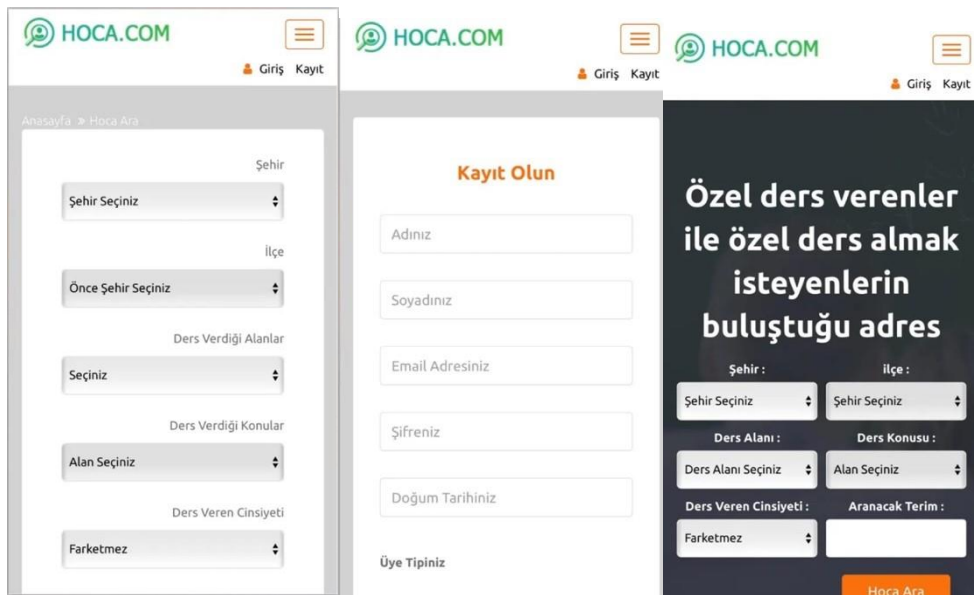 HOCA.COM
Giriş Kayıt
Anasayfa » Hoca Ara
Şehir
Şehir Seçiniz
İlçe
Önce Şehir Seçiniz
Ders Verdiği Alanlar
Seçiniz
Ders Verdiği Konular
Alan Seçiniz
Ders Veren Cinsiyeti
Farketmez
HOCA.COM
Giriş Kayıt
Kayıt Olun
Adınız
Soyadınız
Email Adresiniz
Şifreniz
Doğum Tarihiniz
Üye Tipiniz
HOCA.COM
Giriş Kayıt
Özel ders verenler
ile özel ders almak
isteyenlerin
buluştuğu adres
Şehir : ilçe :
Şehir Seçiniz Şehir Seçiniz
Ders Alanı : Ders Konusu :
Ders Alanı Seçiniz Alan Seçiniz
Ders Veren Cinsiyeti : Aranacak Terim :
Farketmez
Hoca Ara